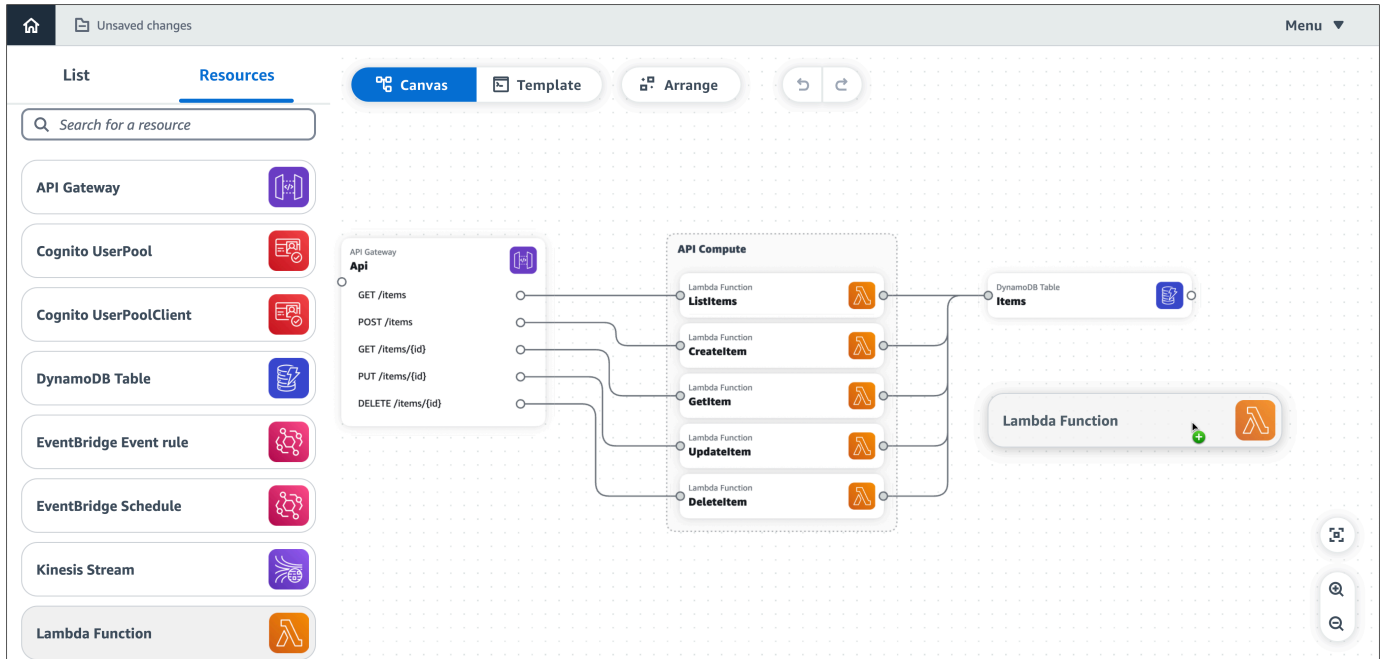 Unsaved changes
Menu
List
Resources
Canvas
Template
Arrange
Search for a resource
API Gateway
Cognito UserPool
Cognito UserPoolClient
DynamoDB Table
EventBridge Event rule
EventBridge Schedule
Kinesis Stream
Lambda Function
API Gateway
Api
GET /items
POST /items
GET /items/{id}
PUT /items/{id}
DELETE /items/{id}
API Compute
Lambda Function
ListItems
Lambda Function
CreateItem
Lambda Function
GetItem
Lambda Function
UpdateItem
Lambda Function
DeleteItem
DynamoDB Table
Items
Lambda Function